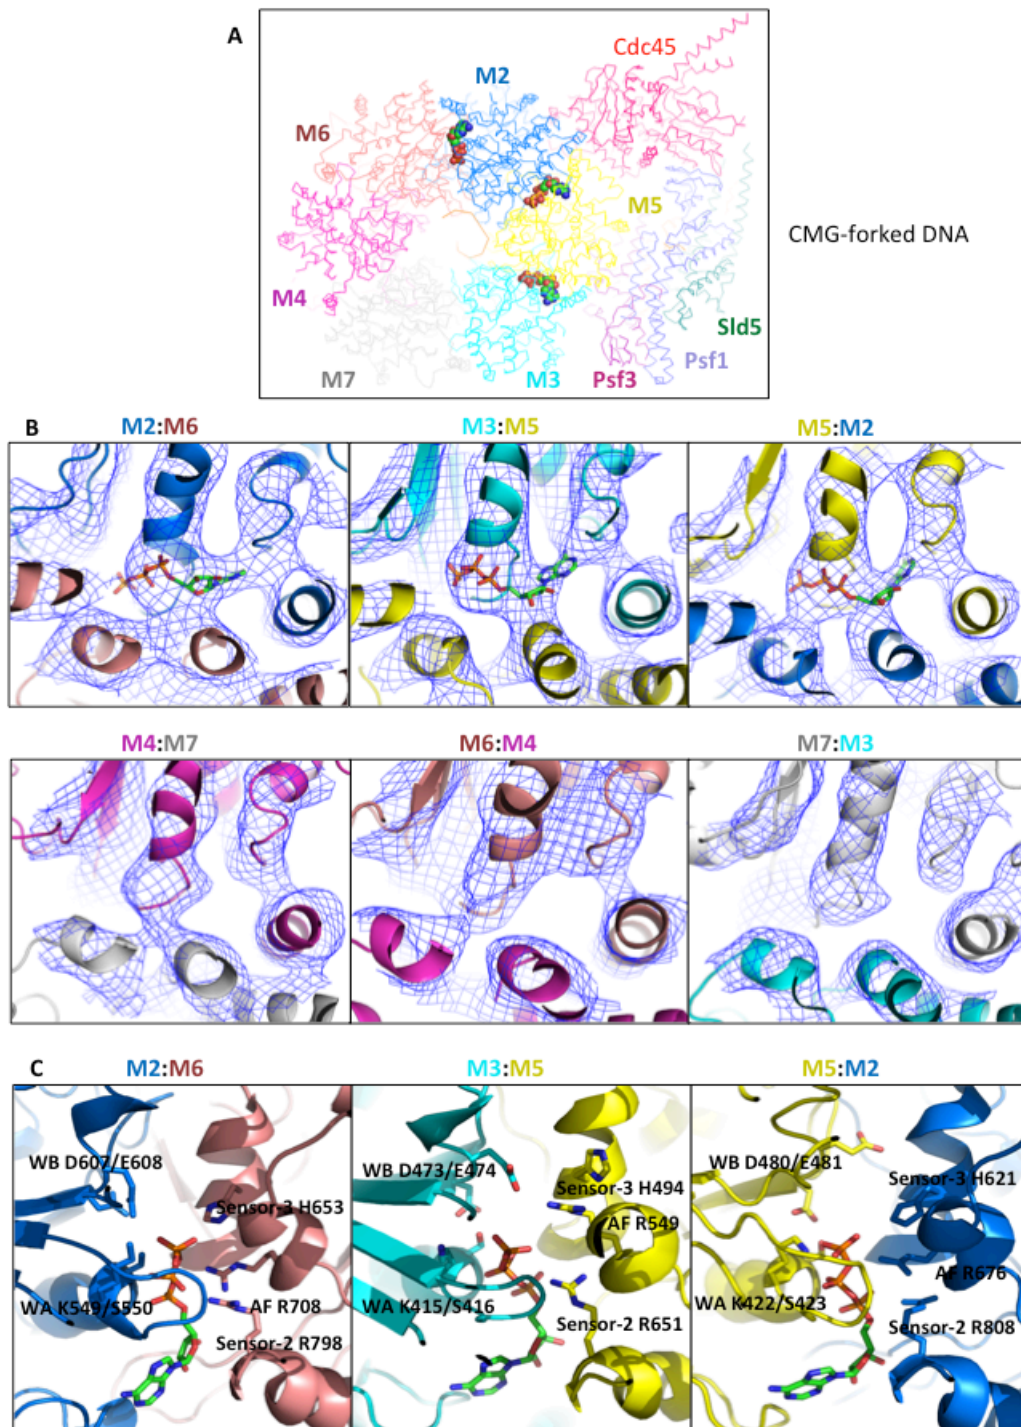 A
Cdc45
M2
M6
M5
CMG-forked DNA
M4
Sld5
Psf1
M7
M3
Psf3
B
M2:M6
M3:M5
M5:M2
M4:M7
M6:M4
M7:M3
C
M2:M6
M3:M5
M5:M2
WB D607/E608
Sensor-3 H653
WA K549/S550
AF R708
Sensor-2 R798
WB D473/E474
Sensor-3 H494
AF R549
WA K415/S416
Sensor-2 R651
WB D480/E481
Sensor-3 H621
AF R676
WA K422/S423
Sensor-2 R808